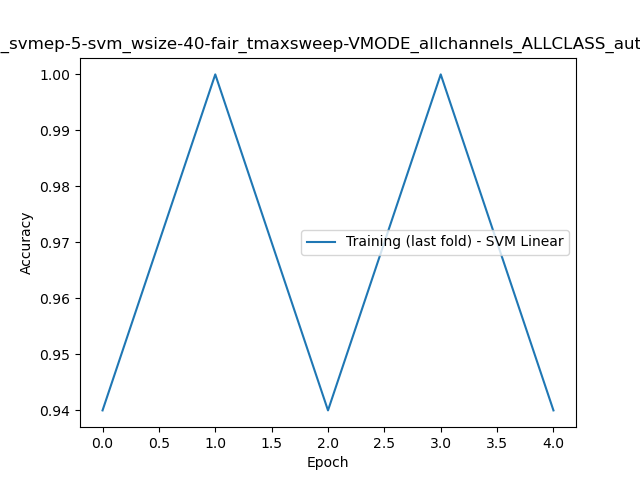 _svmep-5-svm_wsize-40-fair_tmaxsweep-VMODE_allchannels_ALLCLASS_aut
1.00
0.99
0.98
0.97
0.96
0.95
0.94
Accuracy
Training (last fold) - SVM Linear
0.0 0.5 1.0 1.5 2.0 2.5 3.0 3.5 4.0
Epoch